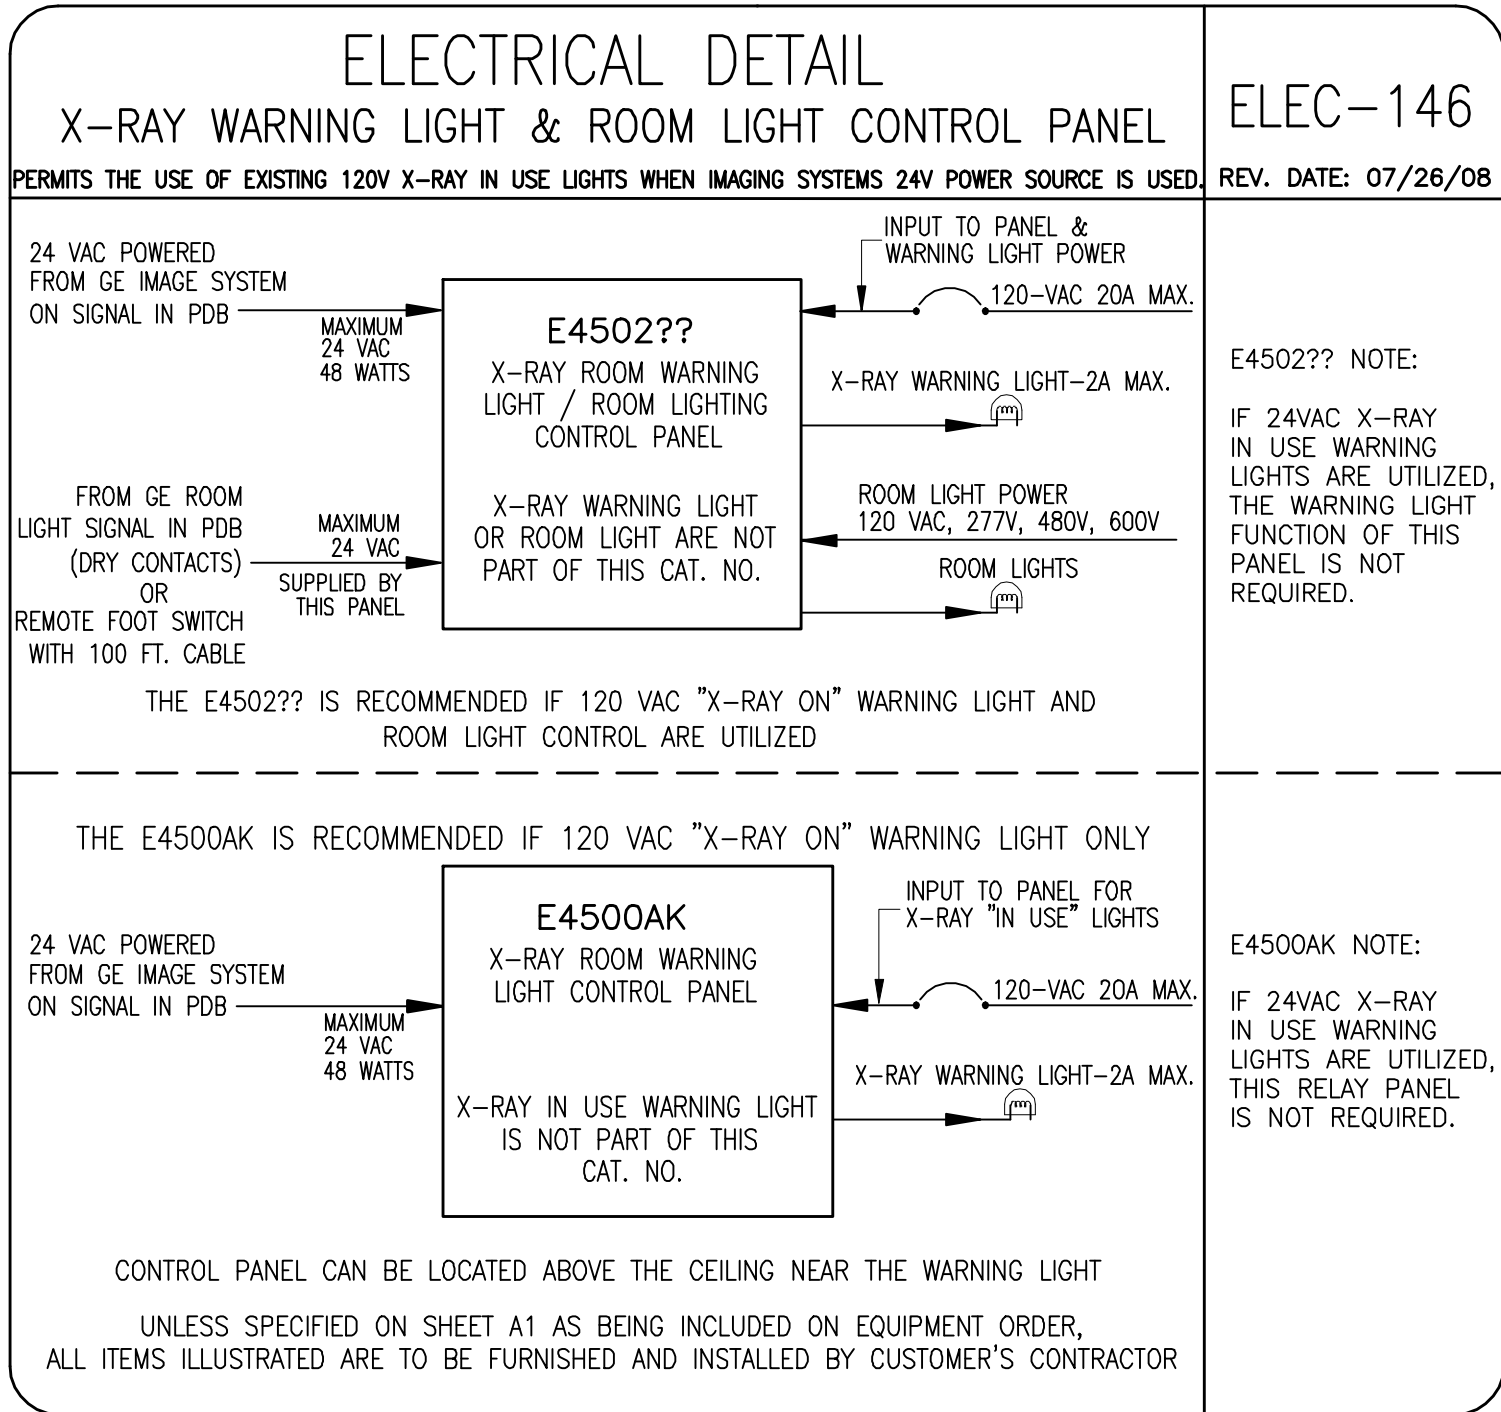 ELECTRICAL DETAIL
X-RAY WARNING LIGHT & ROOM LIGHT CONTROL PANEL
PERMITS THE USE OF EXISTING 120V X-RAY IN USE LIGHTS WHEN IMAGING SYSTEMS 24V POWER SOURCE IS USED.
ELEC-146
REV. DATE: 07/26/08
24 VAC POWERED
FROM GE IMAGE SYSTEM
ON SIGNAL IN PDB
MAXIMUM
24 VAC
48 WATTS
FROM GE ROOM
LIGHT SIGNAL IN PDB
(DRY CONTACTS)
OR
REMOTE FOOT SWITCH
WITH 100 FT. CABLE
MAXIMUM
24 VAC
SUPPLIED BY
THIS PANEL
E4502??
X-RAY ROOM WARNING
LIGHT / ROOM LIGHTING
CONTROL PANEL
X-RAY WARNING LIGHT
OR ROOM LIGHT ARE NOT
PART OF THIS CAT. NO.
INPUT TO PANEL &
WARNING LIGHT POWER
120-VAC 20A MAX.
X-RAY WARNING LIGHT-2A MAX.
ROOM LIGHT POWER
120 VAC, 277V, 480V, 600V
ROOM LIGHTS
THE E4502?? IS RECOMMENDED IF 120 VAC "X-RAY ON" WARNING LIGHT AND
ROOM LIGHT CONTROL ARE UTILIZED
E4502?? NOTE:
IF 24VAC X-RAY
IN USE WARNING
LIGHTS ARE UTILIZED,
THE WARNING LIGHT
FUNCTION OF THIS
PANEL IS NOT
REQUIRED.
THE E4500AK IS RECOMMENDED IF 120 VAC "X-RAY ON" WARNING LIGHT ONLY
24 VAC POWERED
FROM GE IMAGE SYSTEM
ON SIGNAL IN PDB
MAXIMUM
24 VAC
48 WATTS
E4500AK
X-RAY ROOM WARNING
LIGHT CONTROL PANEL
X-RAY IN USE WARNING LIGHT
IS NOT PART OF THIS
CAT. NO.
INPUT TO PANEL FOR
X-RAY "IN USE" LIGHTS
120-VAC 20A MAX.
X-RAY WARNING LIGHT-2A MAX.
E4500AK NOTE:
IF 24VAC X-RAY
IN USE WARNING
LIGHTS ARE UTILIZED,
THIS RELAY PANEL
IS NOT REQUIRED.
CONTROL PANEL CAN BE LOCATED ABOVE THE CEILING NEAR THE WARNING LIGHT
UNLESS SPECIFIED ON SHEET A1 AS BEING INCLUDED ON EQUIPMENT ORDER,
ALL ITEMS ILLUSTRATED ARE TO BE FURNISHED AND INSTALLED BY CUSTOMER'S CONTRACTOR